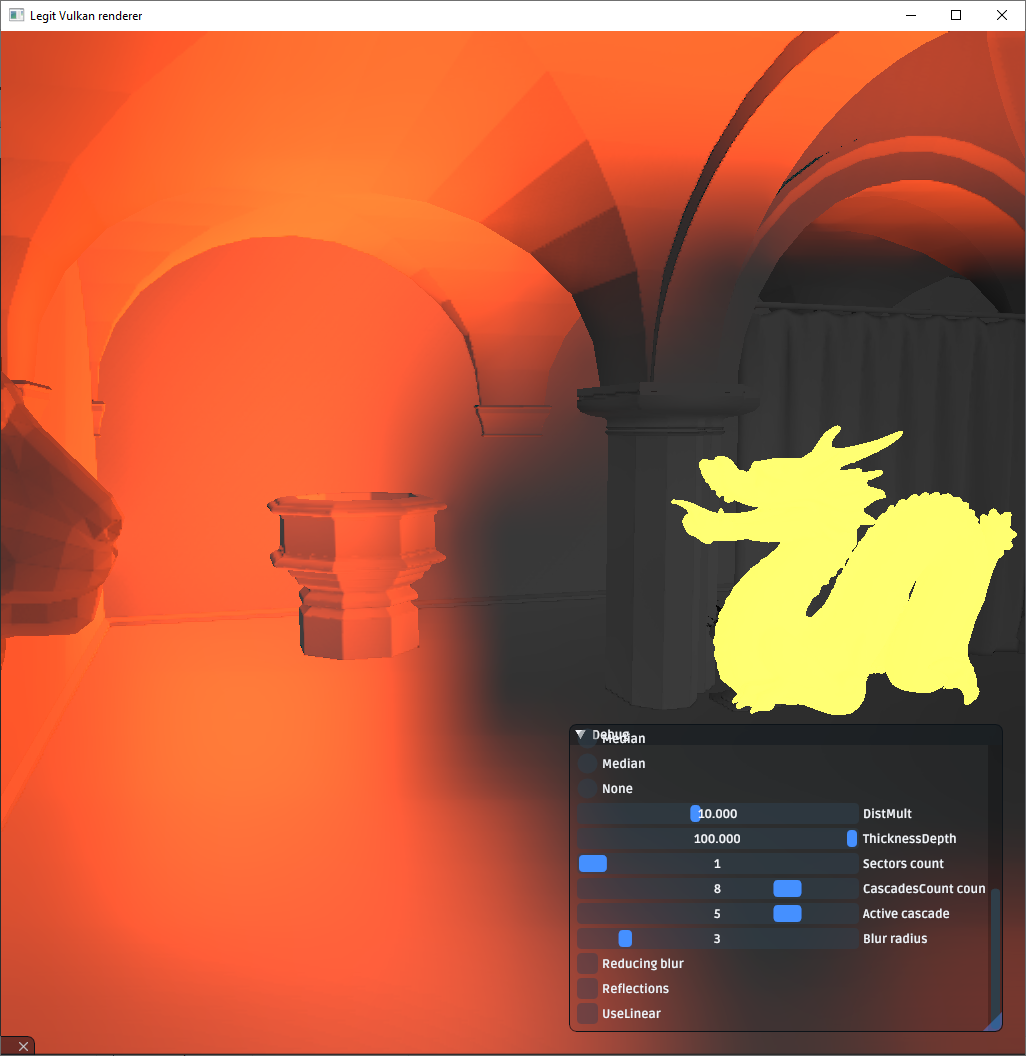 Legit Vulkan renderer
Debug
Median
Median
None
10.000 DistMult
100.000 ThicknessDepth
1 Sectors count
8 CascadesCount coun
5 Active cascade
3 Blur radius
Reducing blur
Reflections
UseLinear